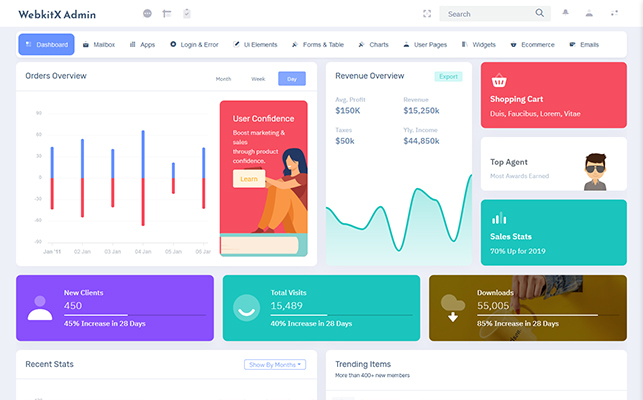 WebkitX Admin
Search
Dashboard
Mailbox
Apps
Login & Error
Ui Elements
Forms & Table
Charts
User Pages
Widgets
Ecommerce
Emails
Orders Overview
Month
Week
Day
90
60
30
0
-30
-60
-90
Jan '11
02 Jan
03 Jan
04 Jan
05 Jan
06 Jan
User Confidence
Boost marketing &
sales
through product
confidence.
Learn
Revenue Overview
Export
Avg. Profit
$150K
Revenue
$15,250k
Taxes
$50k
Yly. Income
$44,850k
Shopping Cart
Duis, Faucibus, Lorem, Vitae
Top Agent
Most Awards Earned
Sales Stats
70% Up for 2019
New Clients
450
45% Increase in 28 Days
Total Visits
15,489
40% Increase in 28 Days
Downloads
55,005
85% Increase in 28 Days
Recent Stats
Show By Months
Trending Items
More than 400+ new members